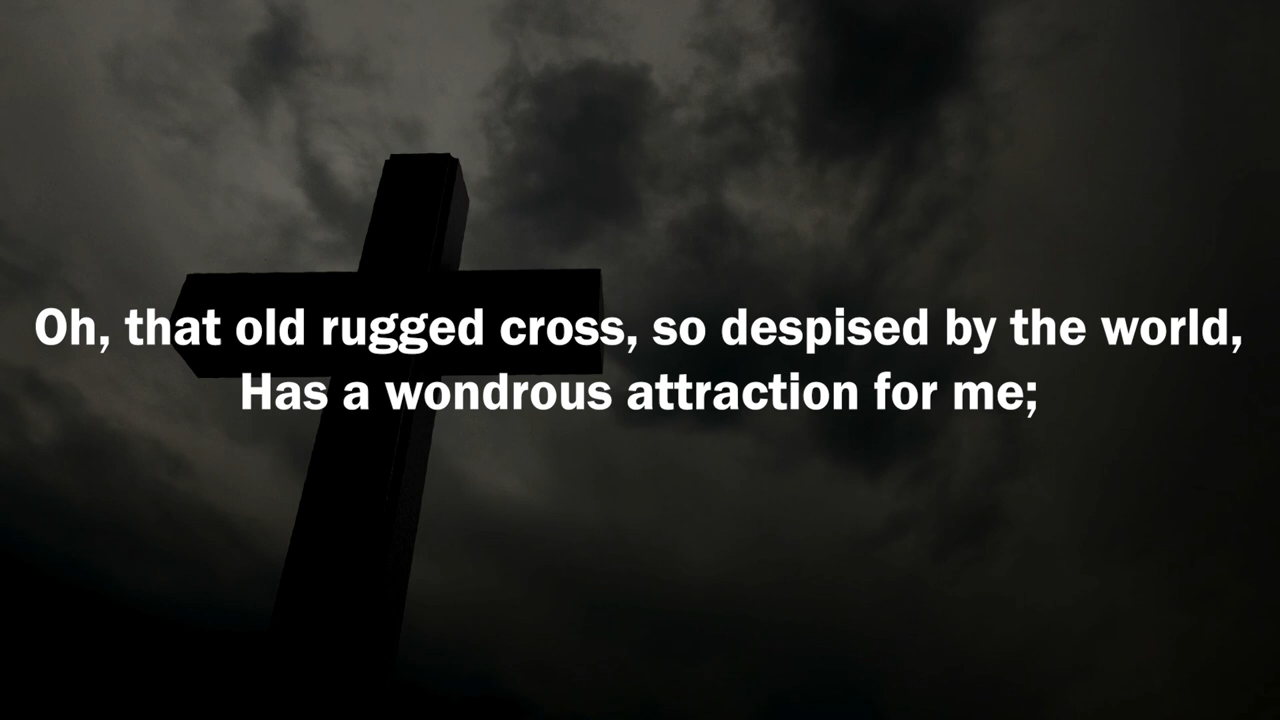 Oh, that old rugged cross, so despised by the world,
Has a wondrous attraction for me;